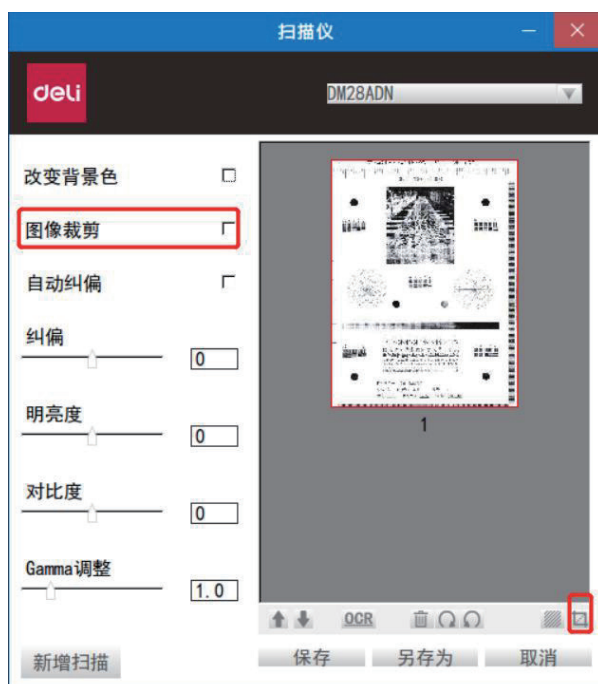 扫描仪
deli
DM28ADN
改变背景色
图像裁剪
自动纠偏
纠偏
0
明亮度
0
对比度
0
Gamma调整
1.0
1
OCR
新增扫描
保存
另存为
取消